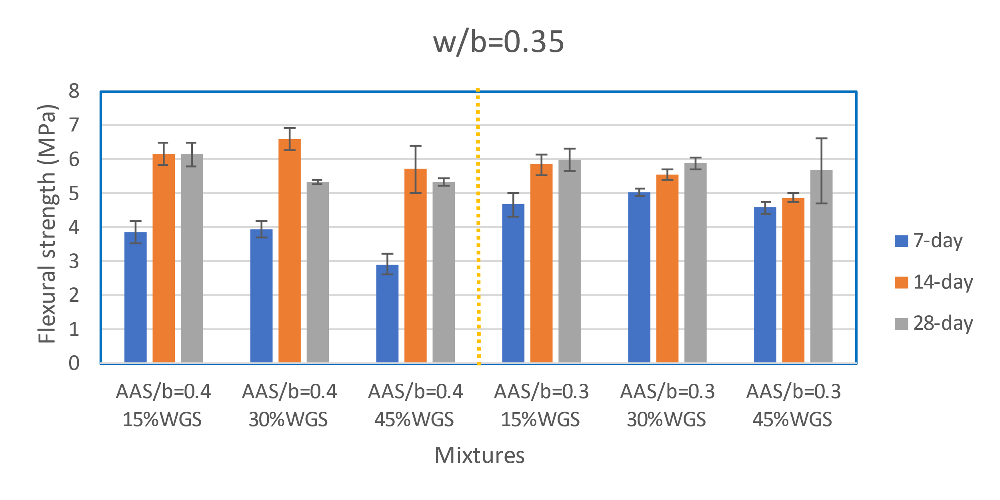 w/b=0.35
Flexural strength (MPa)
8
7
6
5
4
3
2
1
0
AAS/b=0.4 AAS/b=0.4 AAS/b=0.4 AAS/b=0.3 AAS/b=0.3 AAS/b=0.3
15%WGS 30%WGS 45%WGS 15%WGS 30%WGS 45%WGS
Mixtures
7-day
14-day
28-day